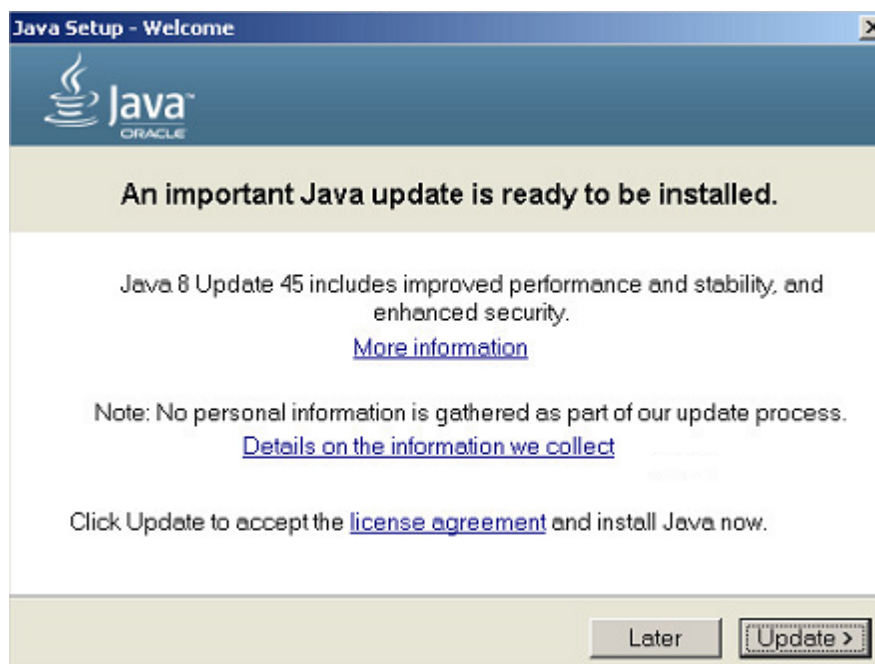 Java Setup - Welcome
Java™
ORACLE
An important Java update is ready to be installed.
Java 8 Update 45 includes improved performance and stability, and
enhanced security.
More information
Note: No personal information is gathered as part of our update process.
Details on the information we collect
Click Update to accept the license agreement and install Java now.
Later
Update >